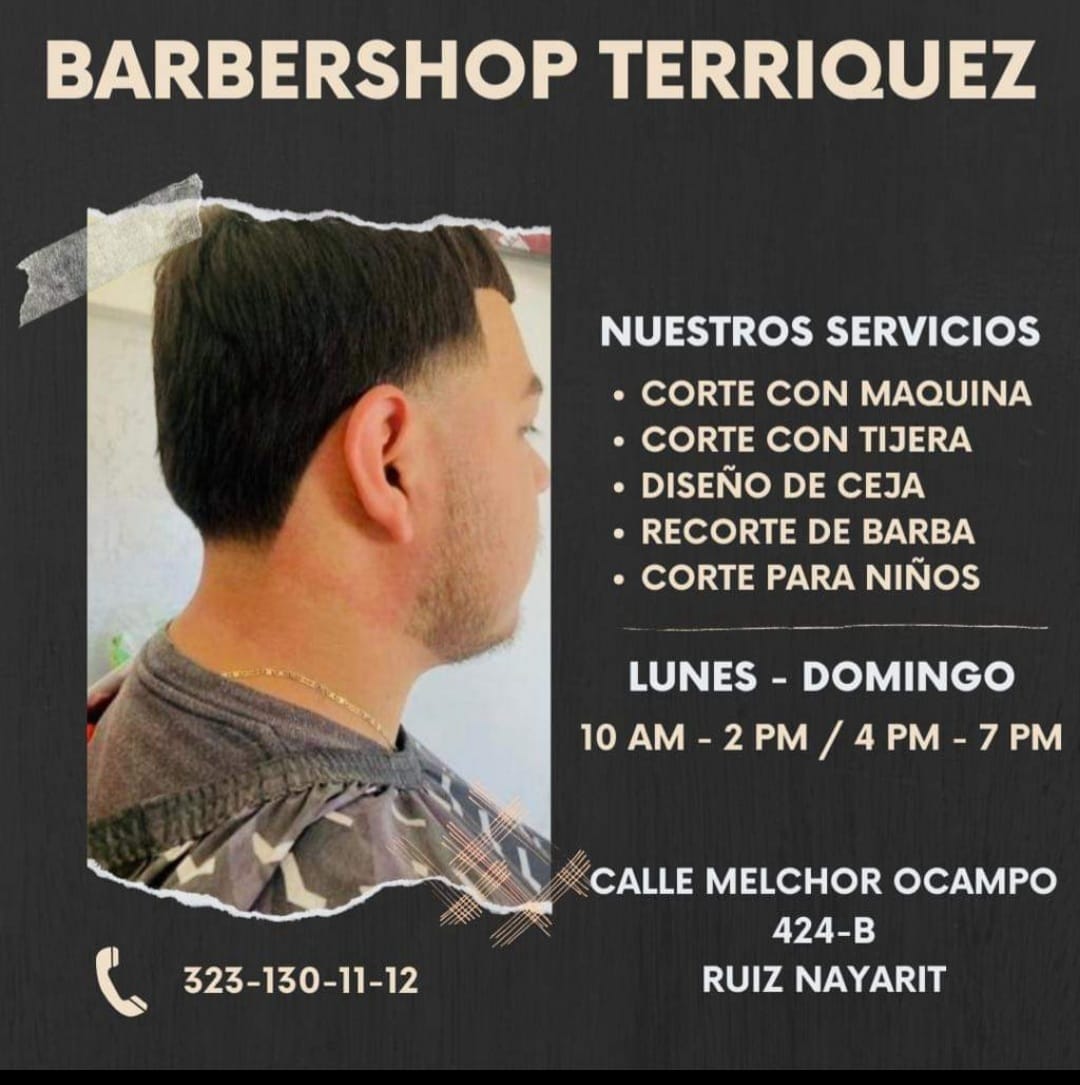 BARBERSHOP TERRIQUEZ
NUESTROS SERVICIOS
• CORTE CON MAQUINA
• CORTE CON TIJERA
• DISEÑO DE CEJA
• RECORTE DE BARBA
• CORTE PARA NIÑOS
LUNES - DOMINGO
10 AM - 2 PM / 4 PM - 7 PM
CALLE MELCHOR OCAMPO
424-B
RUIZ NAYARIT
323-130-11-12